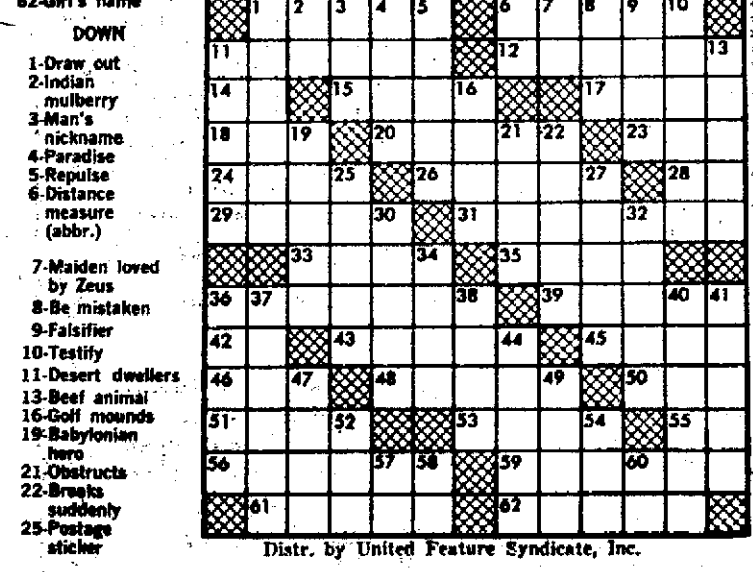 62-Girl's name
DOWN
1-Draw out
2-Indian
mulberry
3-Man's
nickname
4-Paradise
5-Repulse
6-Distance
measure
(abbr.)
7-Maiden loved
by Zeus
8-Be mistaken
9-Falsifier
10-Testify
11-Desert dwellers
13-Beef animal
16-Golf mounds
19-Babylonian
hero
21-Obstructs
22-Breaks
suddenly
25-Postage
sticker
1 2 3 4 5 6 7 8 9 10
11 12 13
14 15 16 17
18 19 20 21 22 23
24 25 26 27 28
29 30 31 32
33 34 35
36 37 38 39 40 41
42 43 44 45
46 47 48 49 50
51 52 53 54 55
56 57 58 59 60
61 62
Distr. by United Feature Syndicate, Inc.